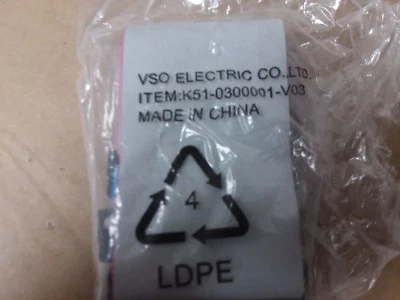 VSO ELECTRIC CO.,LTD.
ITEM:K51-0300001-V03
MADE IN CHINA
4
LDPE